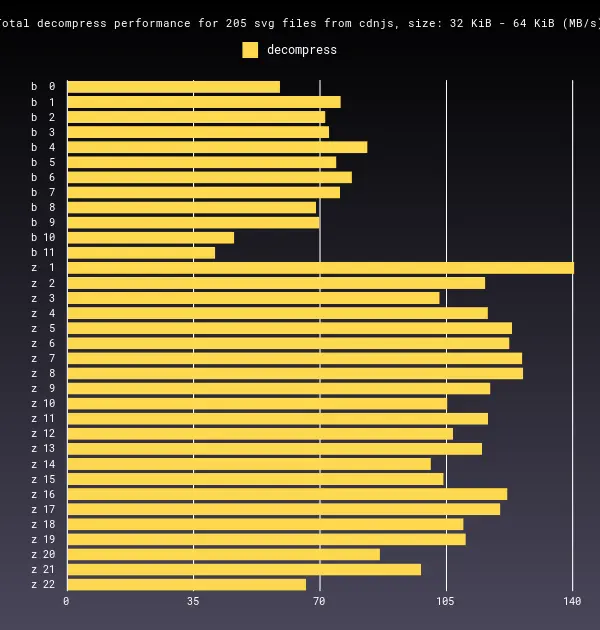 Total decompress performance for 205 svg files from cdnjs, size: 32 KiB - 64 KiB (MB/s)
decompress
b 0
b 1
b 2
b 3
b 4
b 5
b 6
b 7
b 8
b 9
b 10
b 11
z 1
z 2
z 3
z 4
z 5
z 6
z 7
z 8
z 9
z 10
z 11
z 12
z 13
z 14
z 15
z 16
z 17
z 18
z 19
z 20
z 21
z 22
0 35 70 105 140